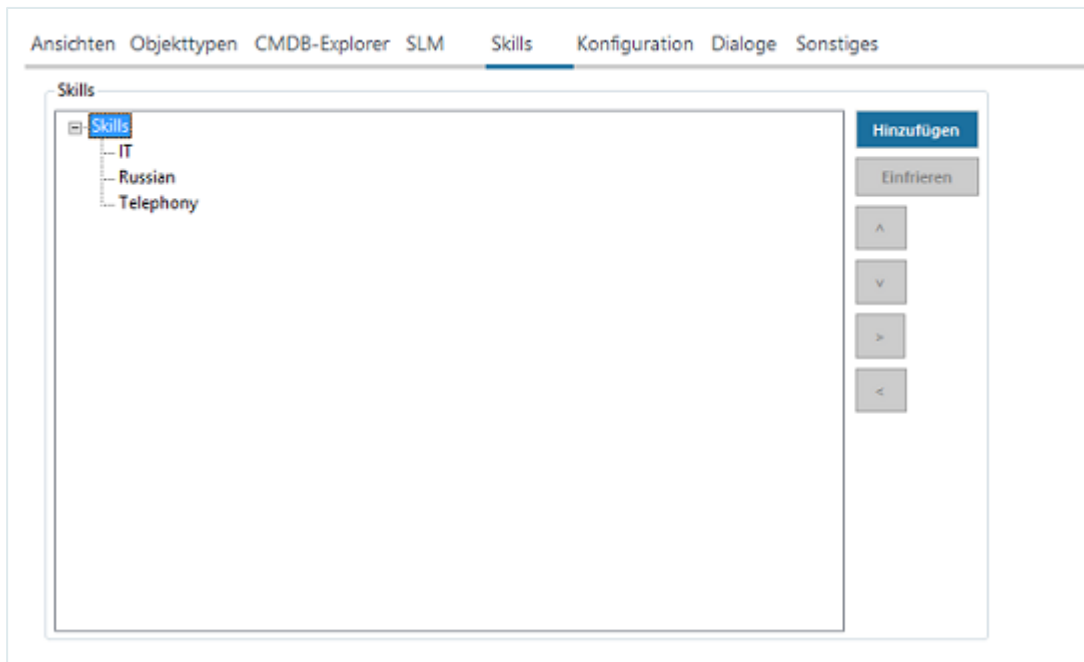 Ansichten Objekttypen CMDB-Explorer SLM Skills Konfiguration Dialoge Sonstiges
Skills
Skills
IT
Russian
Telephony
Hinzufügen
Einfrieren
^
v
>
<